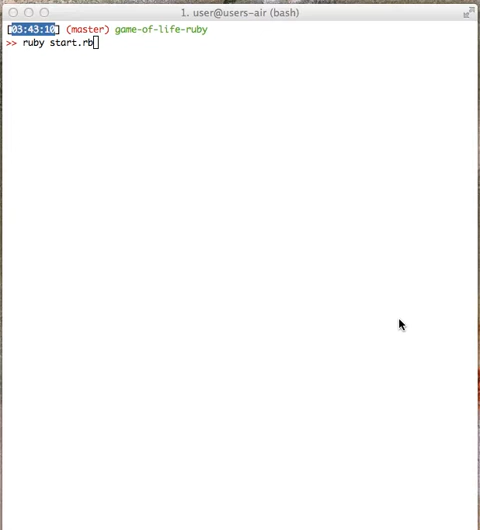 1. user@users-air (bash)
[03:43:10] (master) game-of-life-ruby
>> ruby start.rb